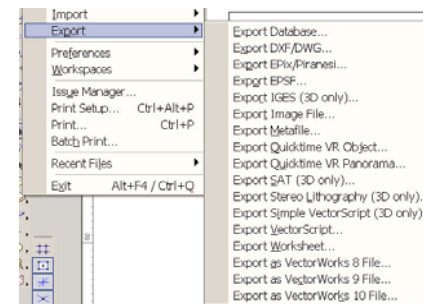 Import
Export
Preferences
Workspaces
Issue Manager...
Print Setup... Ctrl+Alt+P
Print... Ctrl+P
Batch Print...
Recent Files
Exit Alt+F4 / Ctrl+Q
Export Database...
Export DXF/DWG...
Export EPix/Piranesi...
Export EPSF...
Export IGES (3D only)...
Export Image File...
Export Metafile...
Export Quicktime VR Object...
Export Quicktime VR Panorama...
Export SAT (3D only)...
Export Stereo Lithography (3D only).
Export Simple VectorScript (3D only)
Export VectorScript...
Export Worksheet...
Export as VectorWorks 8 File...
Export as VectorWorks 9 File...
Export as VectorWorks 10 File...